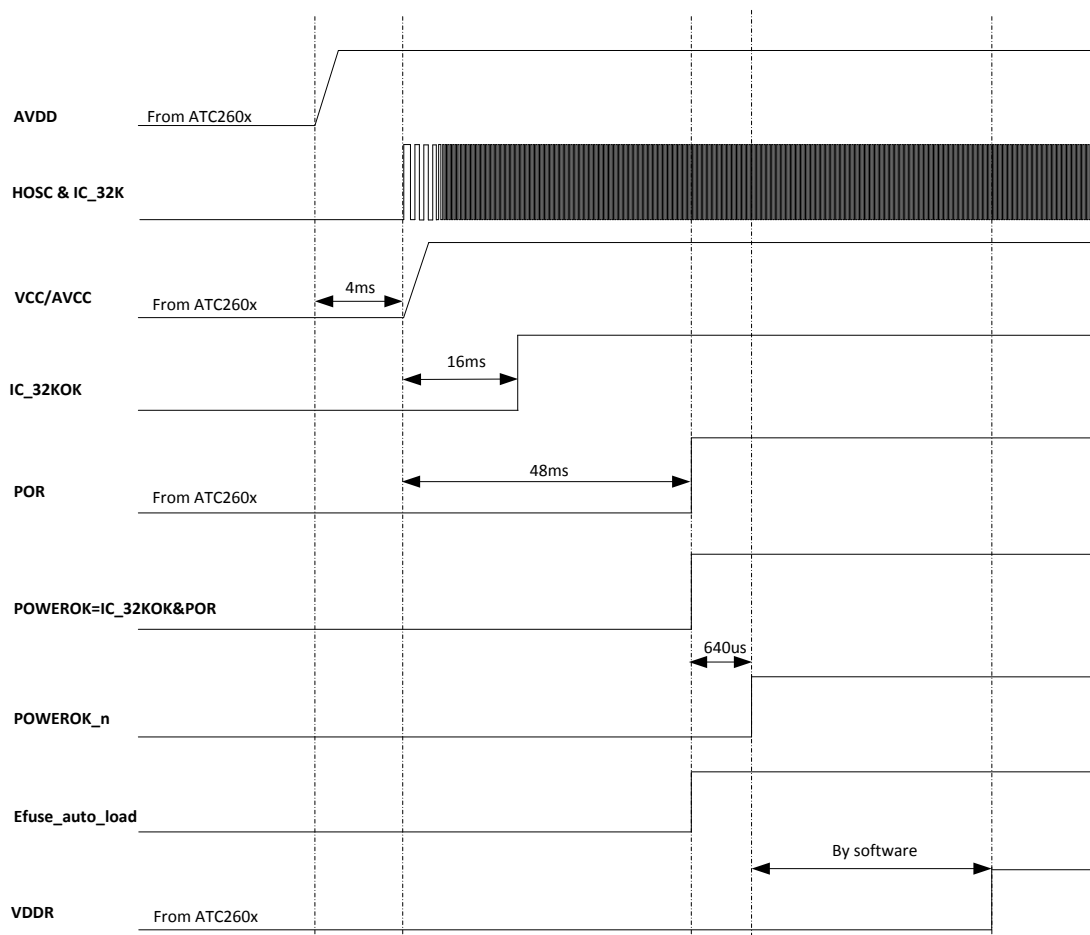 AVDD
From ATC260x
HOSC & IC_32K
4ms
VCC/AVCC
From ATC260x
16ms
IC_32KOK
48ms
POR
From ATC260x
POWEROK=IC_32KOK&POR
640us
POWEROK_n
Efuse_auto_load
By software
VDDR
From ATC260x